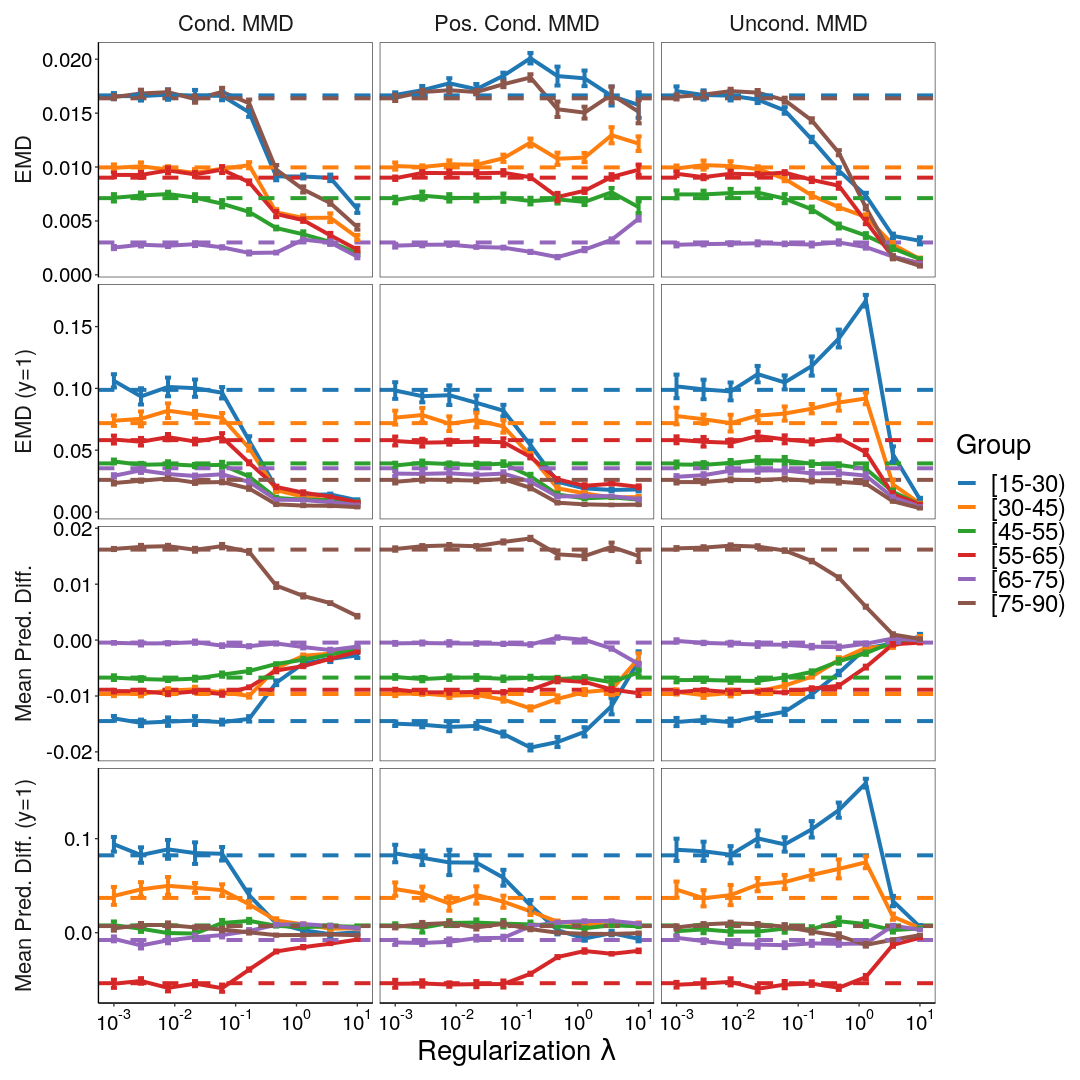 Cond. MMD
Pos. Cond. MMD
Uncond. MMD
EMD
0.020
0.015
0.010
0.005
0.000
EMD (y=1)
0.15
0.10
0.05
0.00
Mean Pred. Diff.
0.02
0.01
0.00
-0.01
-0.02
Mean Pred. Diff. (y=1)
0.1
0.0
10⁻³ 10⁻² 10⁻¹ 10⁰ 10¹
10⁻³ 10⁻² 10⁻¹ 10⁰ 10¹
10⁻³ 10⁻² 10⁻¹ 10⁰ 10¹
Regularization λ
Group
[15-30)
[30-45)
[45-55)
[55-65)
[65-75)
[75-90)